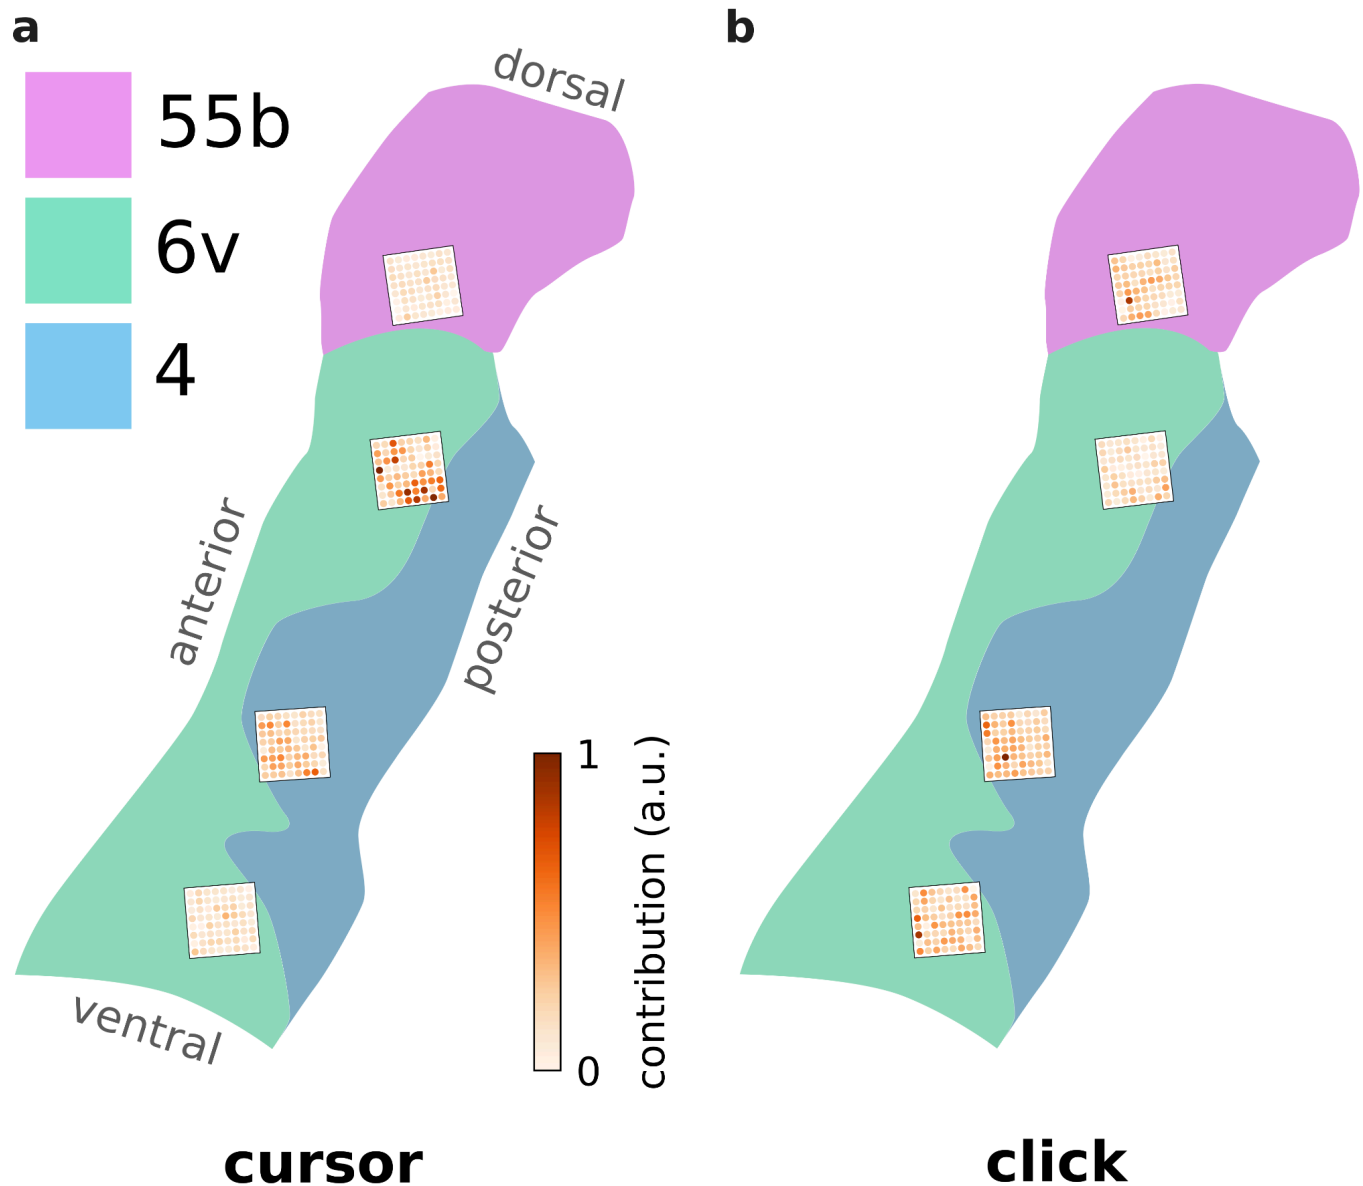 a
b
dorsal
55b
6v
4
anterior
posterior
1
contribution (a.u.)
0
ventral
cursor
click